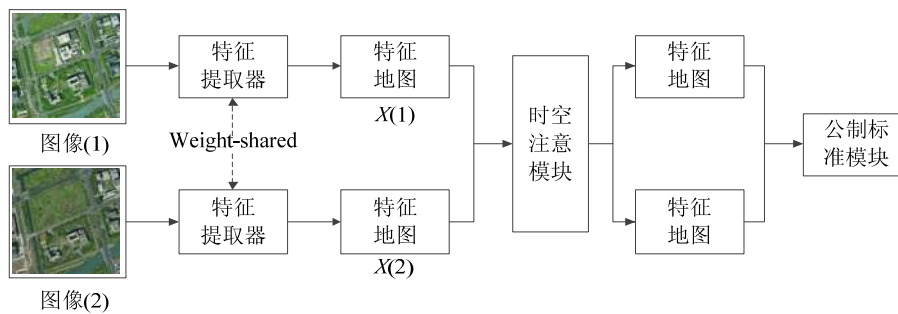 图像(1)
特征
提取器
特征
地图
X(1)
Weight-shared
图像(2)
特征
提取器
特征
地图
X(2)
时空
注意
模块
特征
地图
特征
地图
公制标
准模块